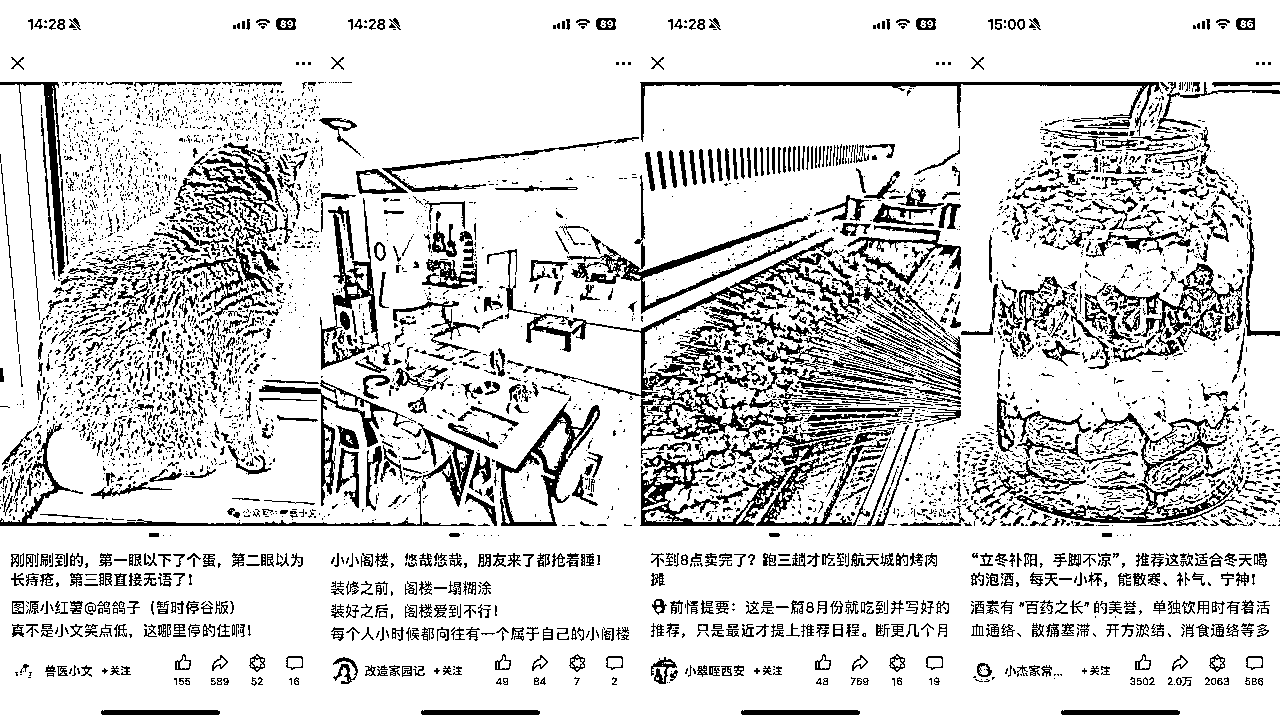 14:28
89
刚刚刷到的，第一眼以下了个蛋，第二眼以为
长痔疮，第三眼直接无语了！
图源小红薯@鸽鸽子（暂时停谷版）
真不是小文笑点低，这哪里停的住啊！
兽医小文 +关注
155 589 52 16
14:28
89
小小阁楼，悠哉悠哉，朋友来了都抢着睡！
装修之前，阁楼一塌糊涂
装好之后，阁楼爱到不行！
每个人小时候都向往有一个属于自己的小阁楼
改造家园记 +关注
49 84 7 2
14:28
89
不到8点卖完了？跑三趟才吃到航天城的烤肉
摊
前情提要：这是一篇8月份就吃到并写好的
推荐，只是最近才提上推荐日程。断更几个月
小翠咥西安 +关注
48 759 16 19
15:00
86
“立冬补阳，手脚不凉”，推荐这款适合冬天喝
的泡酒，每天一小杯，能散寒、补气、宁神！
酒素有“百药之长”的美誉，单独饮用时有着活
血通络、散痛塞滞、开方淤结、消食通络等多
小杰家常... +关注
3502 2.0万 2063 586